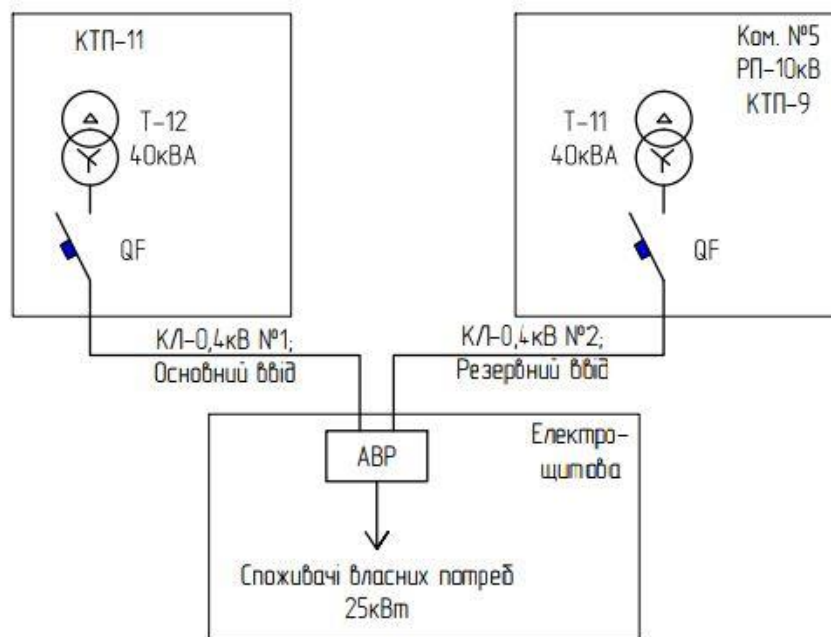 КТП-11
Т-12
40кВА
QF
Ком. №5
РП-10кВ
КТП-9
Т-11
40кВА
QF
КЛ-0,4кВ №1;
Основний ввід
КЛ-0,4кВ №2;
Резервний ввід
Електро-
щитова
АВР
Споживачі власних потреб
25кВт